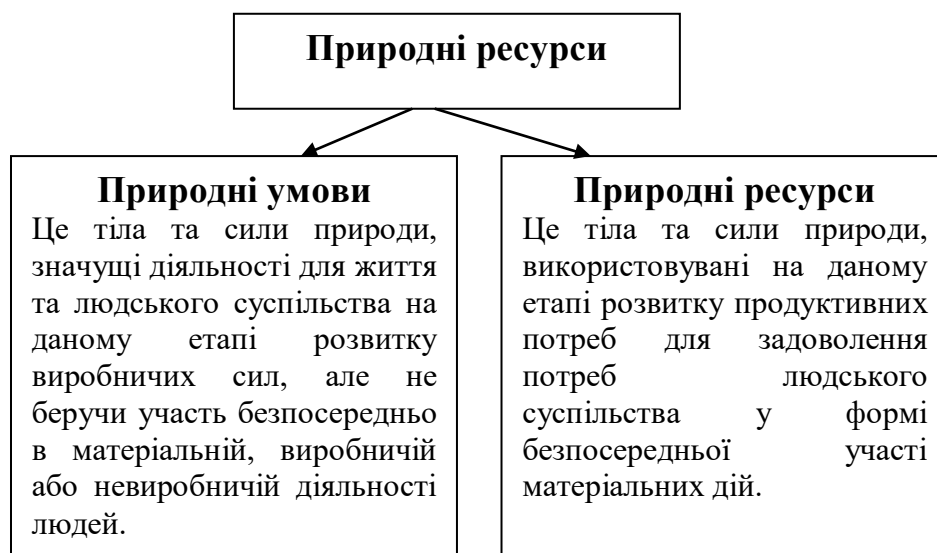 Природні ресурси
Природні умови
Це тіла та сили природи,
значущі діяльності для життя
та людського суспільства на
даному етапі розвитку
виробничих сил, але не
беручи участь безпосередньо
в матеріальній, виробничій
або невиробничій діяльності
людей.
Природні ресурси
Це тіла та сили природи,
використовувані на даному
етапі розвитку продуктивних
потреб для задоволення
потреб людського
суспільства у формі
безпосередньої участі
матеріальних дій.